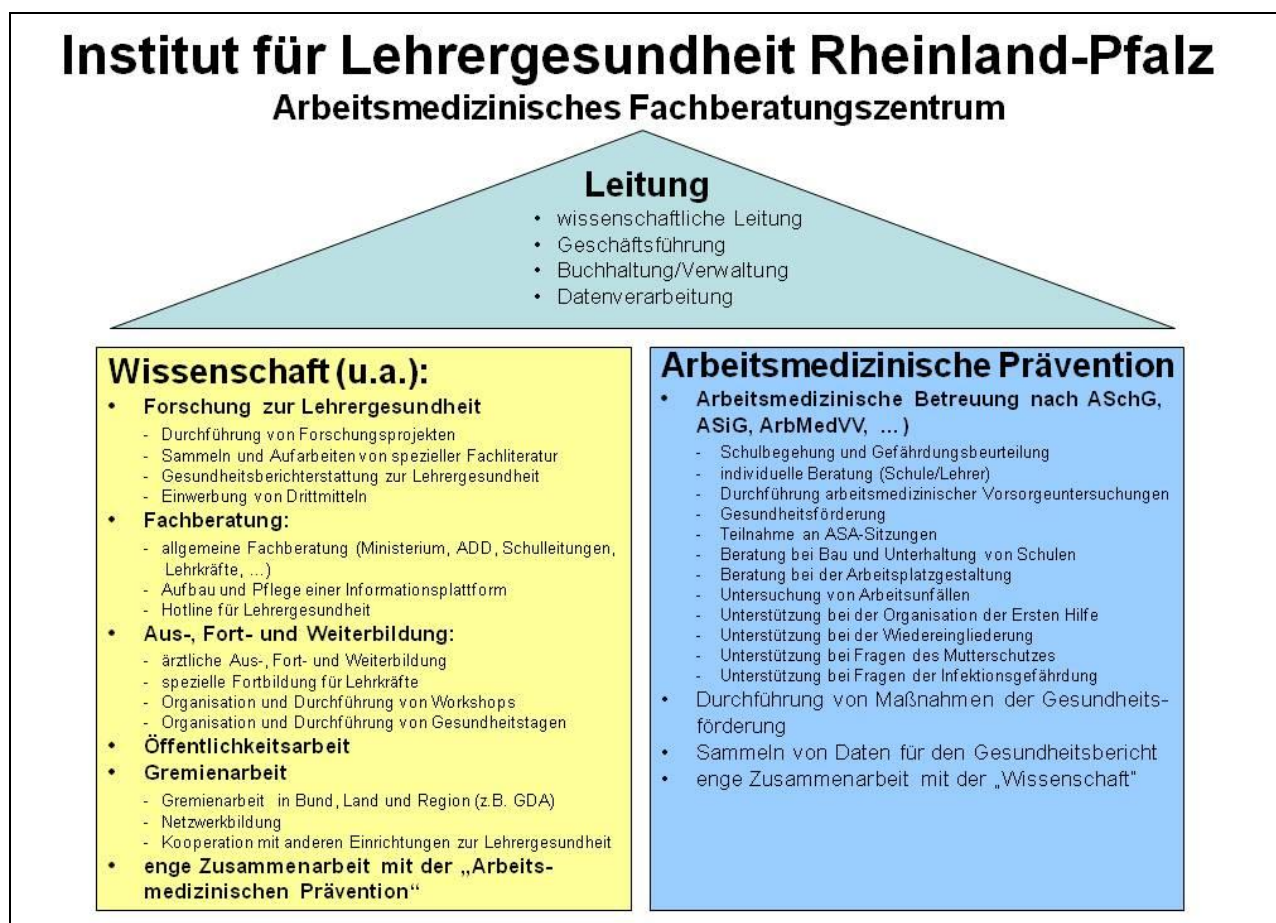 Institut für Lehrergesundheit Rheinland-Pfalz
Arbeitsmedizinisches Fachberatungszentrum
Leitung
• wissenschaftliche Leitung
• Geschäftsführung
• Buchhaltung/Verwaltung
• Datenverarbeitung
Wissenschaft (u.a.):
• Forschung zur Lehrergesundheit
- Durchführung von Forschungsprojekten
- Sammeln und Aufarbeiten von spezieller Fachliteratur
- Gesundheitsberichterstattung zur Lehrergesundheit
- Einwerbung von Drittmitteln
• Fachberatung:
- allgemeine Fachberatung (Ministerium, ADD, Schulleitungen,
Lehrkräfte, ...)
- Aufbau und Pflege einer Informationsplattform
- Hotline für Lehrergesundheit
• Aus-, Fort- und Weiterbildung:
- ärztliche Aus-, Fort- und Weiterbildung
- spezielle Fortbildung für Lehrkräfte
- Organisation und Durchführung von Workshops
- Organisation und Durchführung von Gesundheitstagen
• Öffentlichkeitsarbeit
• Gremienarbeit
- Gremienarbeit in Bund, Land und Region (z.B. GDA)
- Netzwerkbildung
- Kooperation mit anderen Einrichtungen zur Lehrergesundheit
• enge Zusammenarbeit mit der „Arbeits-
medizinischen Prävention“
Arbeitsmedizinische Prävention
• Arbeitsmedizinische Betreuung nach ASchG,
ASiG, ArbMedVV, ...)
- Schulbegehung und Gefährdungsbeurteilung
- individuelle Beratung (Schule/Lehrer)
- Durchführung arbeitsmedizinischer Vorsorgeuntersuchungen
- Gesundheitsförderung
- Teilnahme an ASA-Sitzungen
- Beratung bei Bau und Unterhaltung von Schulen
- Beratung bei der Arbeitsplatzgestaltung
- Untersuchung von Arbeitsunfällen
- Unterstützung bei der Organisation der Ersten Hilfe
- Unterstützung bei der Wiedereingliederung
- Unterstützung bei Fragen des Mutterschutzes
- Unterstützung bei Fragen der Infektionsgefährdung
• Durchführung von Maßnahmen der Gesundheits-
förderung
• Sammeln von Daten für den Gesundheitsbericht
• enge Zusammenarbeit mit der „Wissenschaft“